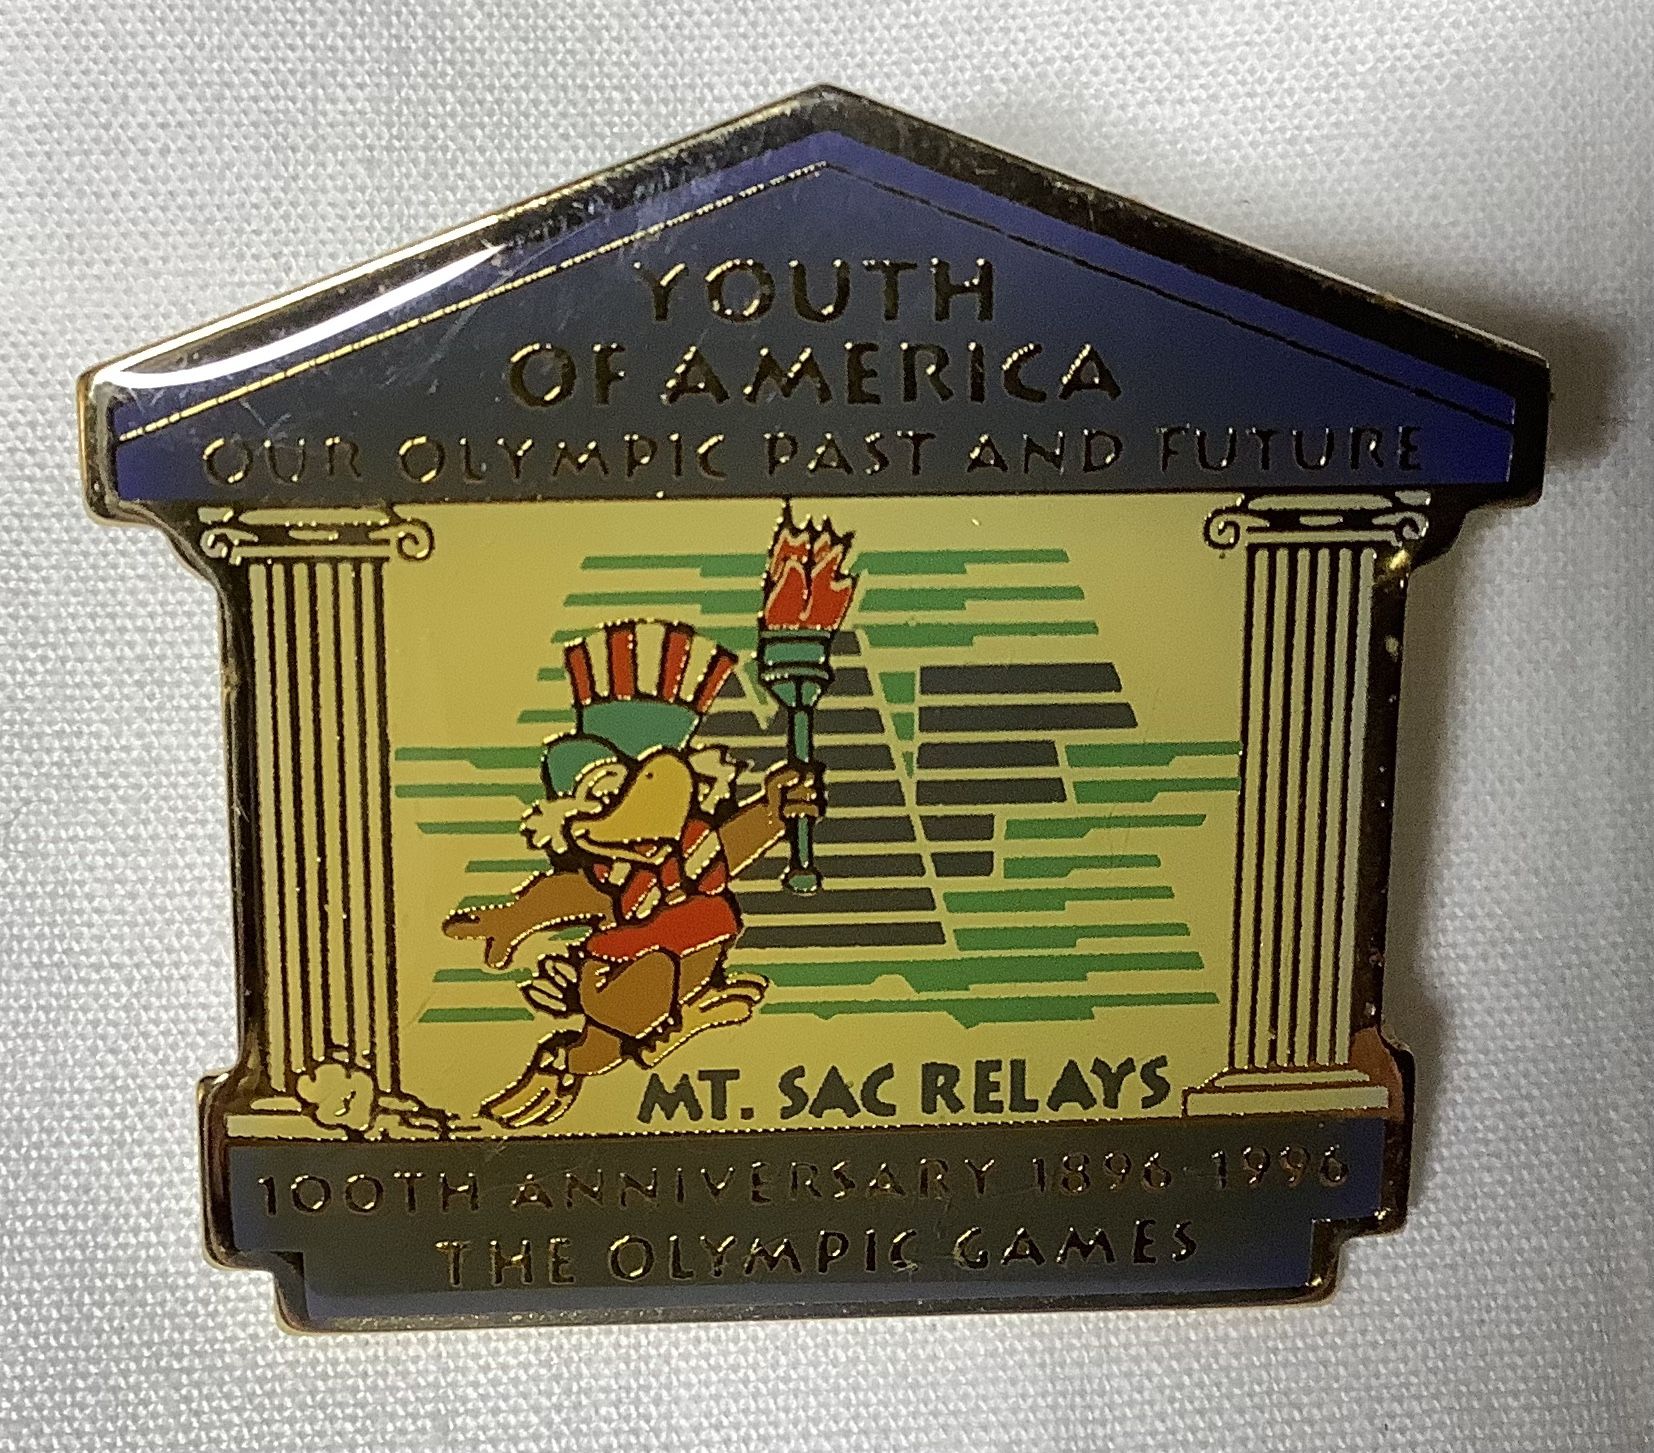 YOUTH
OF AMERICA
OUR OLYMPIC PAST AND FUTURE
MT. SAC RELAYS
100TH ANNIVERSARY 1896-1996
THE OLYMPIC GAMES